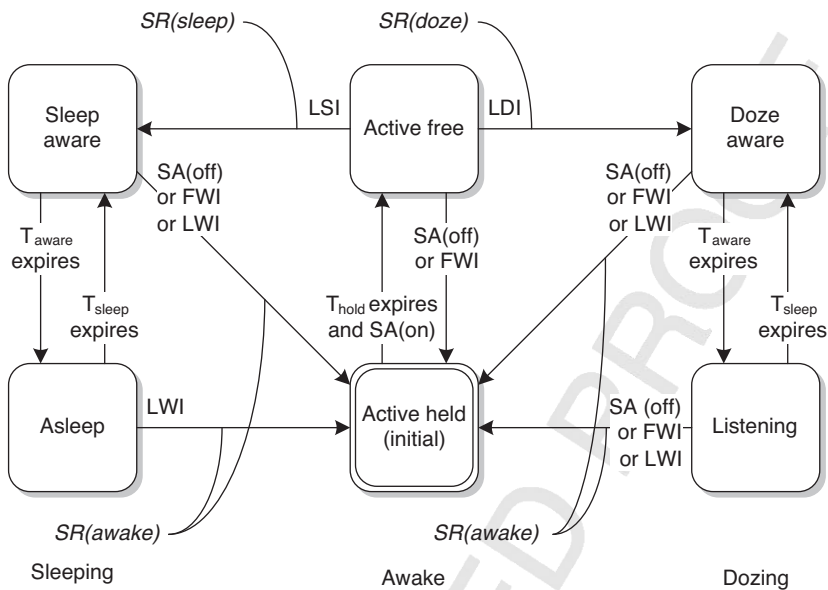 SR(sleep)
SR(doze)
Sleep
aware
LSI
Active free
LDI
Doze
aware
SA(off)
or FWI
or LWI
SA(off)
or FWI
SA(off)
or FWI
or LWI
Taware
expires
Tsleep
expires
Thold expires
and SA(on)
Taware
expires
Tsleep
expires
Asleep
LWI
Active held
(initial)
SA (off)
or FWI
or LWI
Listening
SR(awake)
SR(awake)
Sleeping
Awake
Dozing